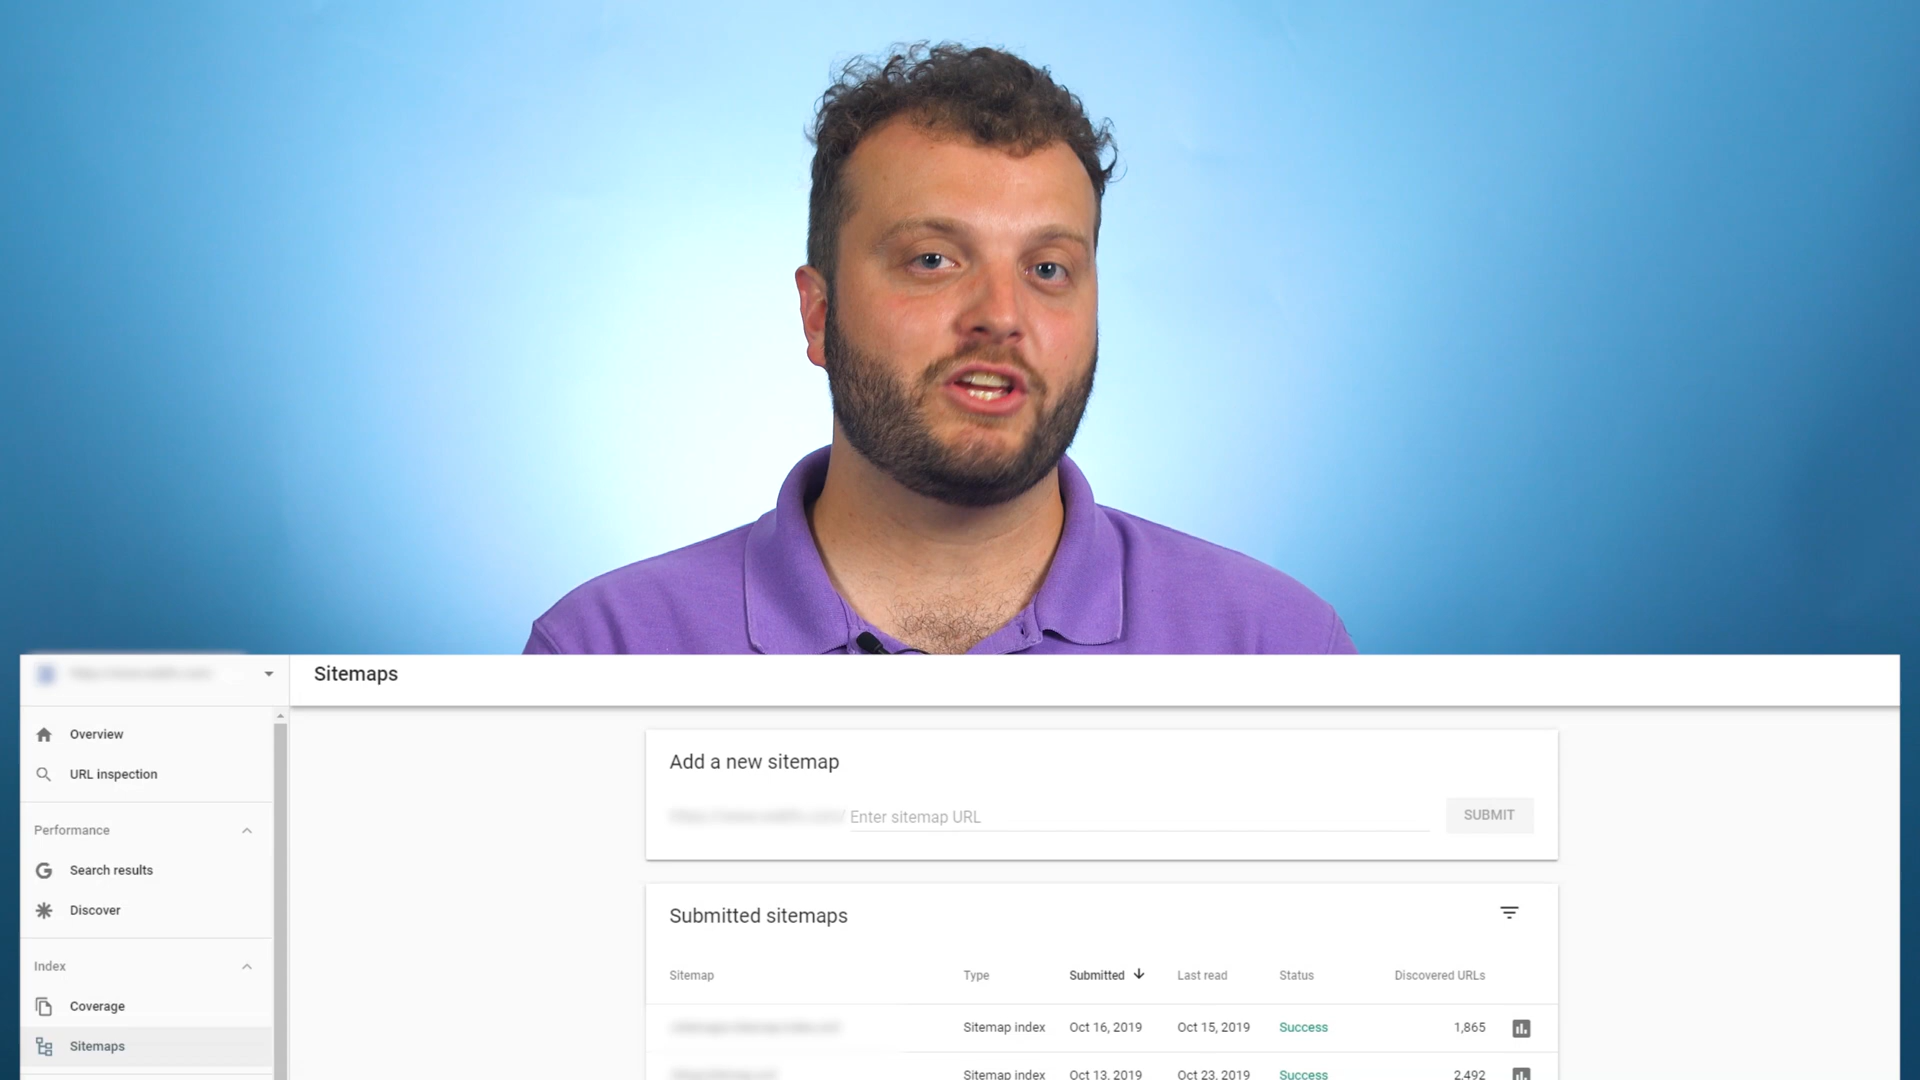 Sitemaps
Overview
URL inspection
Performance
Search results
Discover
Index
Coverage
Sitemaps
Add a new sitemap
Enter sitemap URL
SUBMIT
Submitted sitemaps
Sitemap Type Submitted Last read Status Discovered URLs
Sitemap index Oct 16, 2019 Oct 15, 2019 Success 1,865
Sitemap index Oct 13, 2019 Oct 23, 2019 Success 2,492